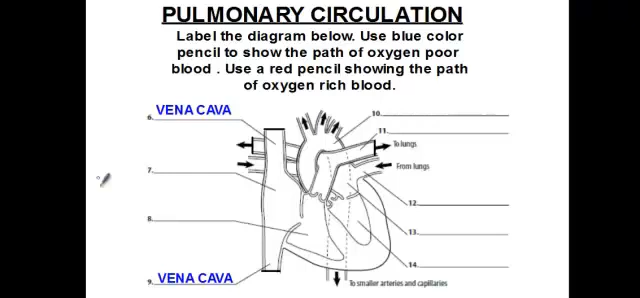 PULMONARY CIRCULATION
Label the diagram below. Use blue color
pencil to show the path of oxygen poor
blood . Use a red pencil showing the path
of oxygen rich blood.
6. VENA CAVA
10.
11.
To lungs
From lungs
7.
12.
8.
13.
14.
9. VENA CAVA
To smaller arteries and capillaries